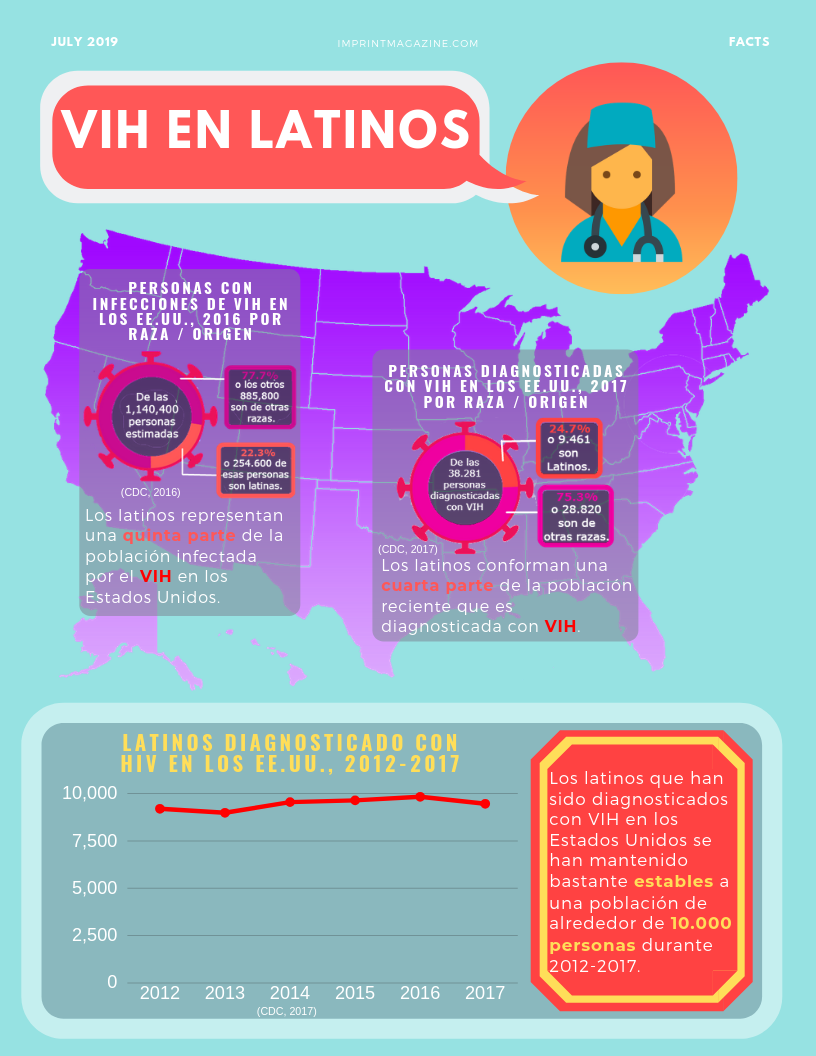 JULY 2019
IMPRINTMAGAZINE.COM
FACTS
VIH EN LATINOS
PERSONAS CON
INFECCIONES DE VIH EN
LOS EE.UU., 2016 POR
RAZA / ORIGEN
De las
1,140,400
personas
estimadas
77.7%
o los otros
885,800
son de otras
razas.
22.3%
o 254.600 de
esas personas
son latinas.
(CDC, 2016)
Los latinos representan
una quinta parte de la
población infectada
por el VIH en los
Estados Unidos.
PERSONAS DIAGNOSTICADAS
CON VIH EN LOS EE.UU., 2017
POR RAZA / ORIGEN
De las
38.281
personas
diagnosticadas
con VIH
24.7%
o 9.461
son
Latinos.
75.3%
o 28.820
son de
otras razas.
(CDC, 2017)
Los latinos conforman una
cuarta parte de la población
reciente que es
diagnosticada con VIH.
LATINOS DIAGNOSTICADO CON
HIV EN LOS EE.UU., 2012-2017
10,000
7,500
5,000
2,500
0
2012 2013 2014 2015 2016 2017
(CDC, 2017)
Los latinos que han
sido diagnosticados
con VIH en los
Estados Unidos se
han mantenido
bastante estables a
una población de
alrededor de 10.000
personas durante
2012-2017.